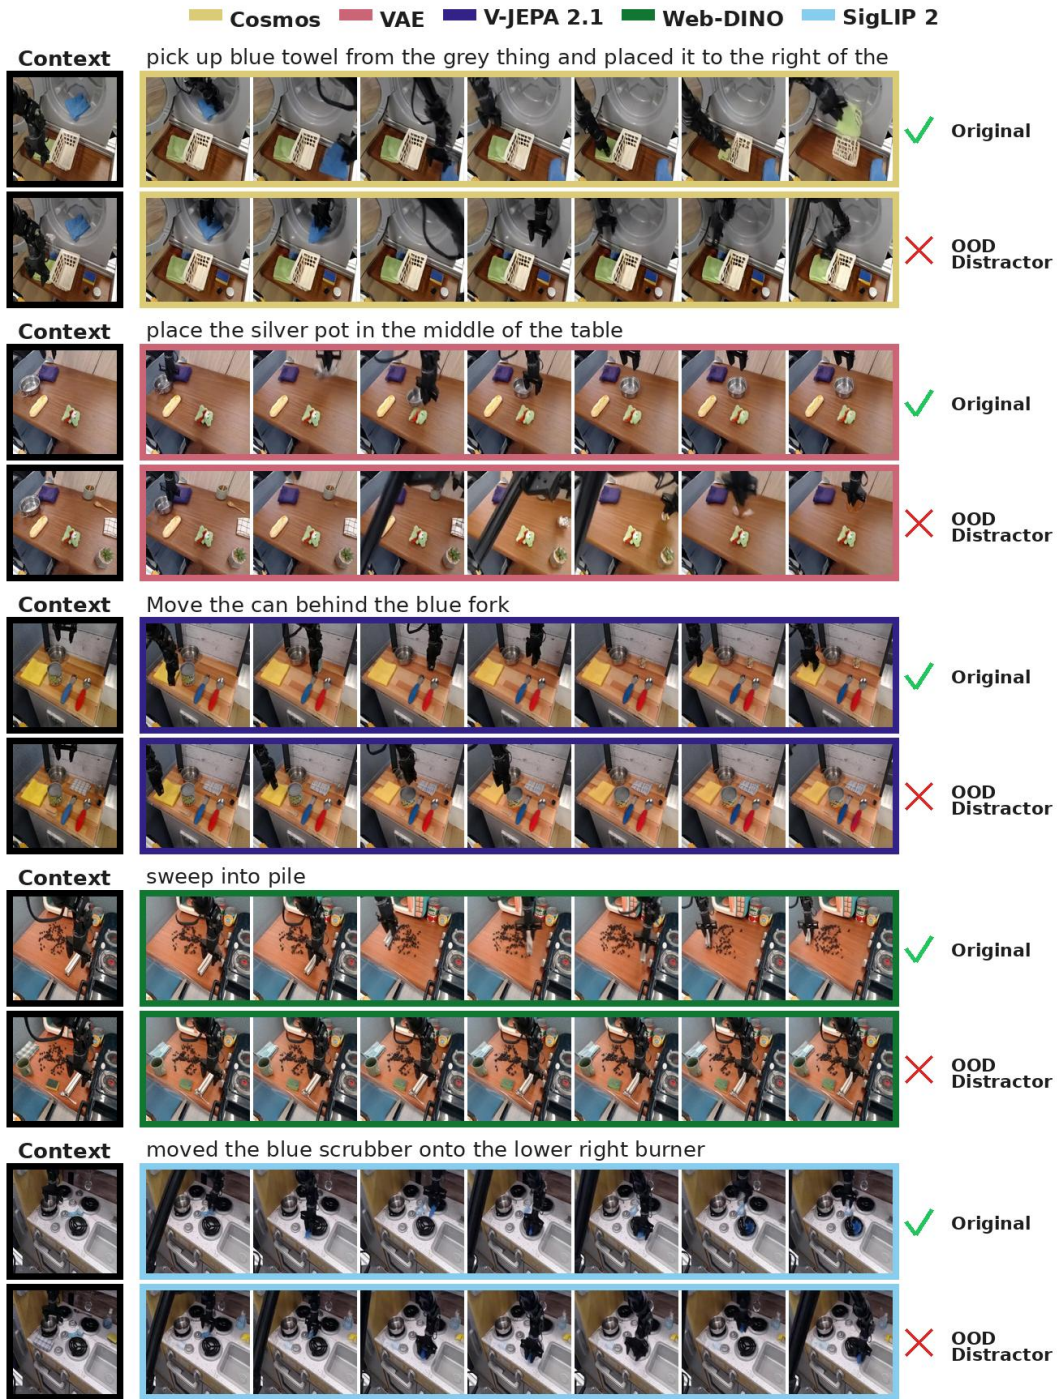 Cosmos VAE V-JEPA 2.1 Web-DINO SigLIP 2
Context pick up blue towel from the grey thing and placed it to the right of the
Original
OOD
Distractor
Context place the silver pot in the middle of the table
Original
OOD
Distractor
Context Move the can behind the blue fork
Original
OOD
Distractor
Context sweep into pile
Original
OOD
Distractor
Context moved the blue scrubber onto the lower right burner
Original
OOD
Distractor